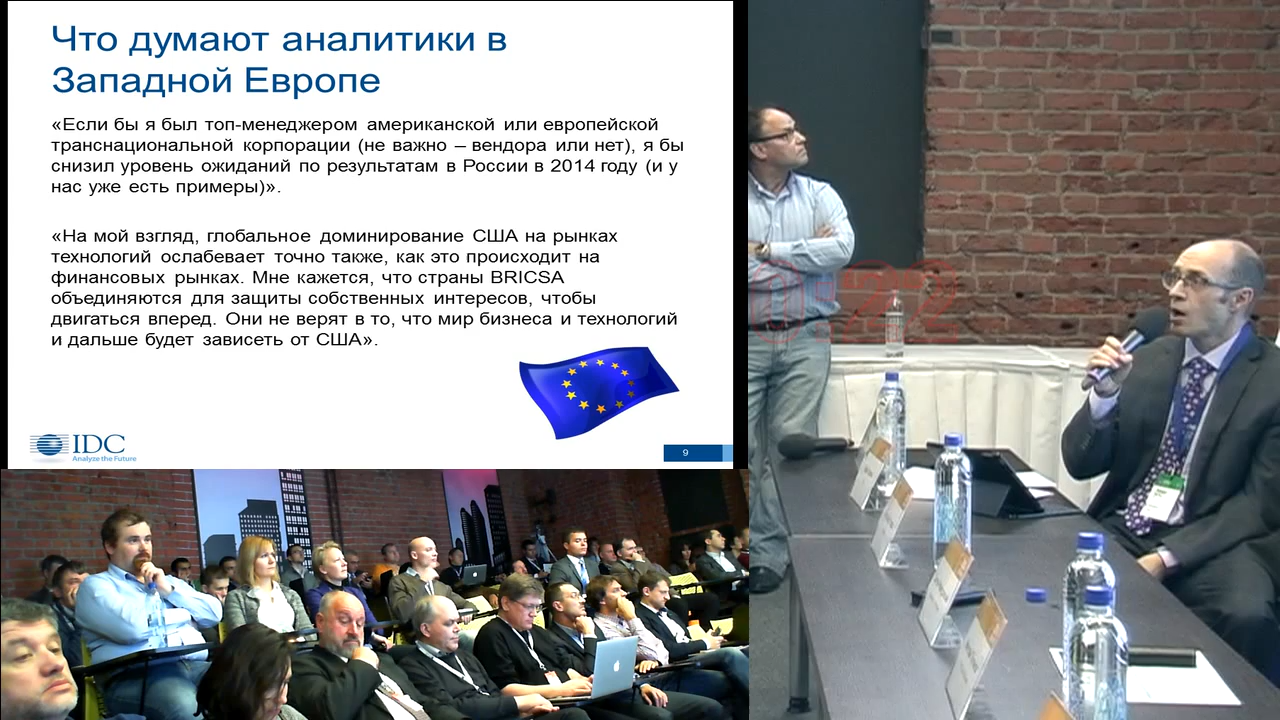 Что думают аналитики в
Западной Европе
«Если бы я был топ-менеджером американской или европейской
транснациональной корпорации (не важно – вендора или нет), я бы
снизил уровень ожиданий по результатам в России в 2014 году (и у
нас уже есть примеры)».
«На мой взгляд, глобальное доминирование США на рынках
технологий ослабевает точно также, как это происходит на
финансовых рынках. Мне кажется, что страны BRICSA
объединяются для защиты собственных интересов, чтобы
двигаться вперед. Они не верят в то, что мир бизнеса и технологий
и дальше будет зависеть от США».
IDC
Analyze the Future
9
0:22